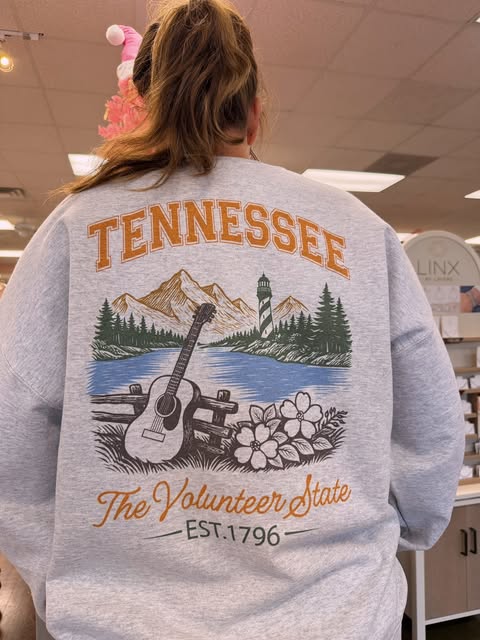 TENNESSEE
The Volunteer State
EST.1796
LINX